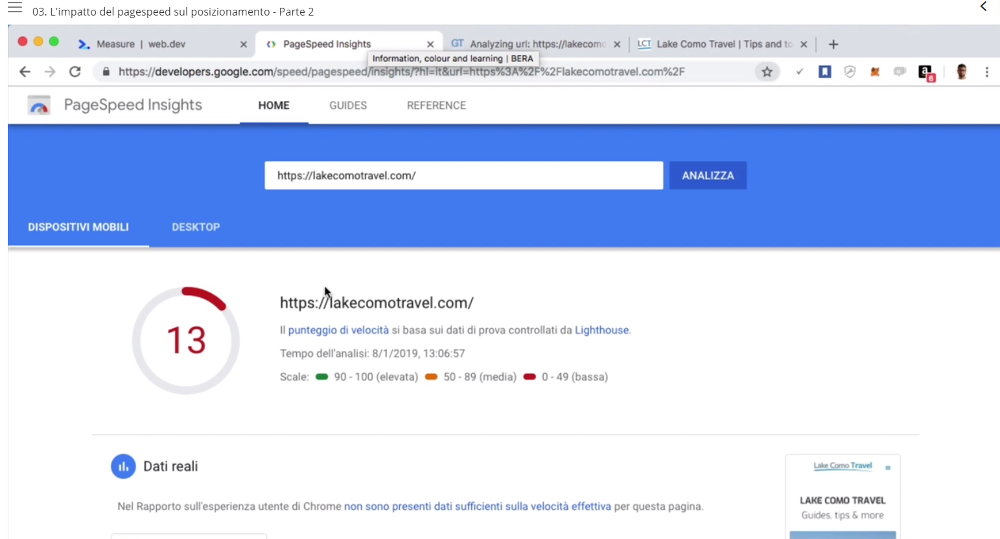 03. L'impatto del pagespeed sul posizionamento - Parte 2
Measure | web.dev
PageSpeed Insights
GT Analyzing url: https://lakecomo
LCT Lake Como Travel | Tips and to
Information, colour and learning | BERA
https://developers.google.com/speed/pagespeed/insights/?hl=it&url=https%3A%2F%2Flakecomotravel.com%2F
a 6
PageSpeed Insights
HOME
GUIDES
REFERENCE
https://lakecomotravel.com/
ANALIZZA
DISPOSITIVI MOBILI
DESKTOP
13
https://lakecomotravel.com/
Il punteggio di velocità si basa sui dati di prova controllati da Lighthouse.
Tempo dell'analisi: 8/1/2019, 13:06:57
Scale: 90 - 100 (elevata) 50 - 89 (media) 0 - 49 (bassa)
Dati reali
Nel Rapporto sull'esperienza utente di Chrome non sono presenti dati sufficienti sulla velocità effettiva per questa pagina.
Lake Como Travel
LAKE COMO TRAVEL
Guides, tips & more